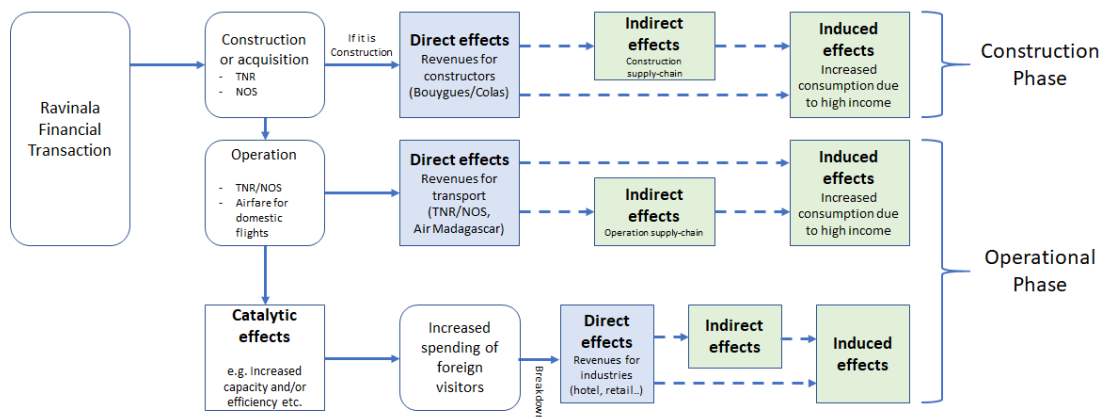 Ravinala
Financial
Transaction
Construction
or acquisition
- TNR
- NOS
If it is
Construction
Direct effects
Revenues for
constructors
(Bouygues/Colas)
Indirect
effects
Construction
supply-chain
Induced
effects
Increased
consumption due
to high income
Construction
Phase
Operation
- TNR/NOS
- Airfare for
domestic
flights
Direct effects
Revenues for
transport
(TNR/NOS,
Air Madagascar)
Indirect
effects
Operation supply-chain
Induced
effects
Increased
consumption due
to high income
Operational
Phase
Catalytic
effects
e.g. Increased
capacity and/or
efficiency etc.
Increased
spending of
foreign
visitors
Breakdown
Direct
effects
Revenues for
industries
(hotel, retail..)
Indirect
effects
Induced
effects